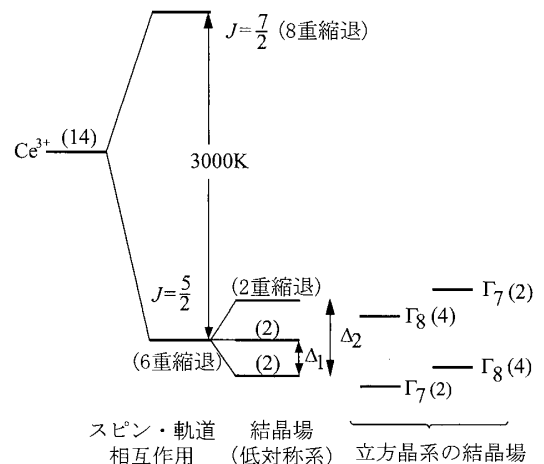 J=7/2 (8重縮退)
Ce³⁺ (14)
3000K
J=5/2
(2重縮退)
Γ₇(2)
Γ₈(4)
(2)
Δ₂
(6重縮退)
(2)
Δ₁
Γ₈(4)
Γ₇(2)
スピン・軌道 結晶場
相互作用 (低対称系) 立方晶系の結晶場